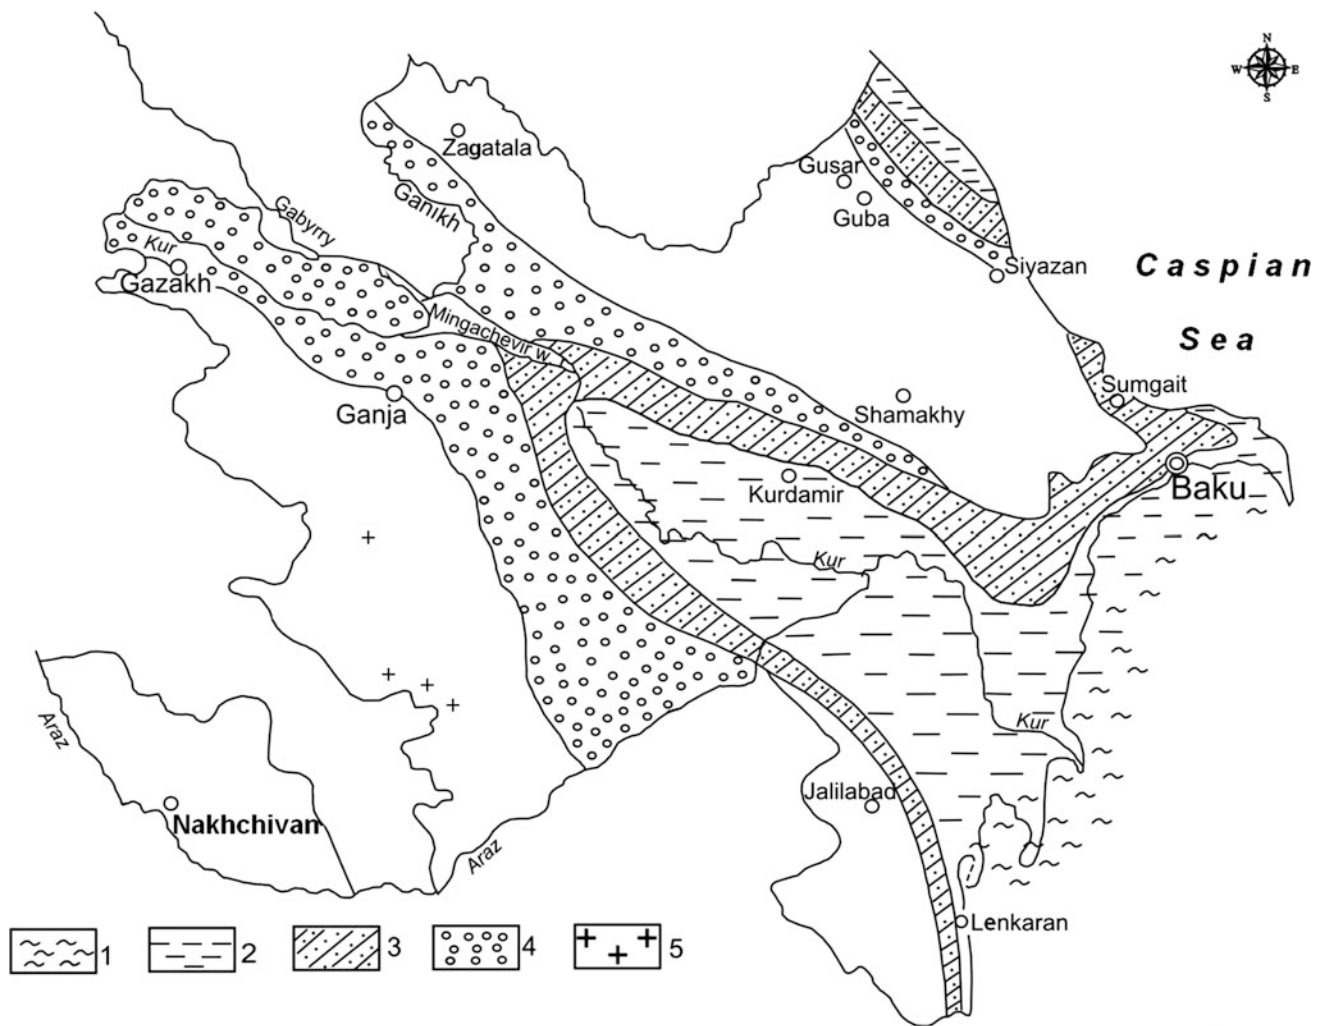 N
W E
S
Zagatala
Gusar
Guba
Ganikh
Gabyrry
Kur
Gazakh
Siyazan
Caspian
Sea
Mingachevir w
Ganja
Shamakhy
Sumgait
Kurdamir
Baku
Kur
Kur
Araz
Jalilabad
Nakhchivan
Araz
Lenkaran
1 2 3 4 5